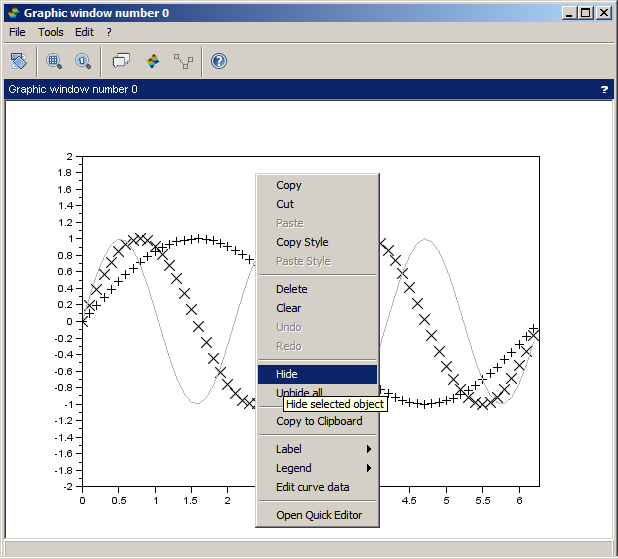 Graphic window number 0
File Tools Edit ?
Graphic window number 0 ?
2
1.8
1.6
1.4
1.2
1
0.8
0.6
0.4
0.2
0
-0.2
-0.4
-0.6
-0.8
-1
-1.2
-1.4
-1.6
-1.8
-2
0 0.5 1 1.5 2 4.5 5 5.5 6
Copy
Cut
Paste
Copy Style
Paste Style
Delete
Clear
Undo
Redo
Hide
Unhide all
Hide selected object
Copy to Clipboard
Label
Legend
Edit curve data
Open Quick Editor